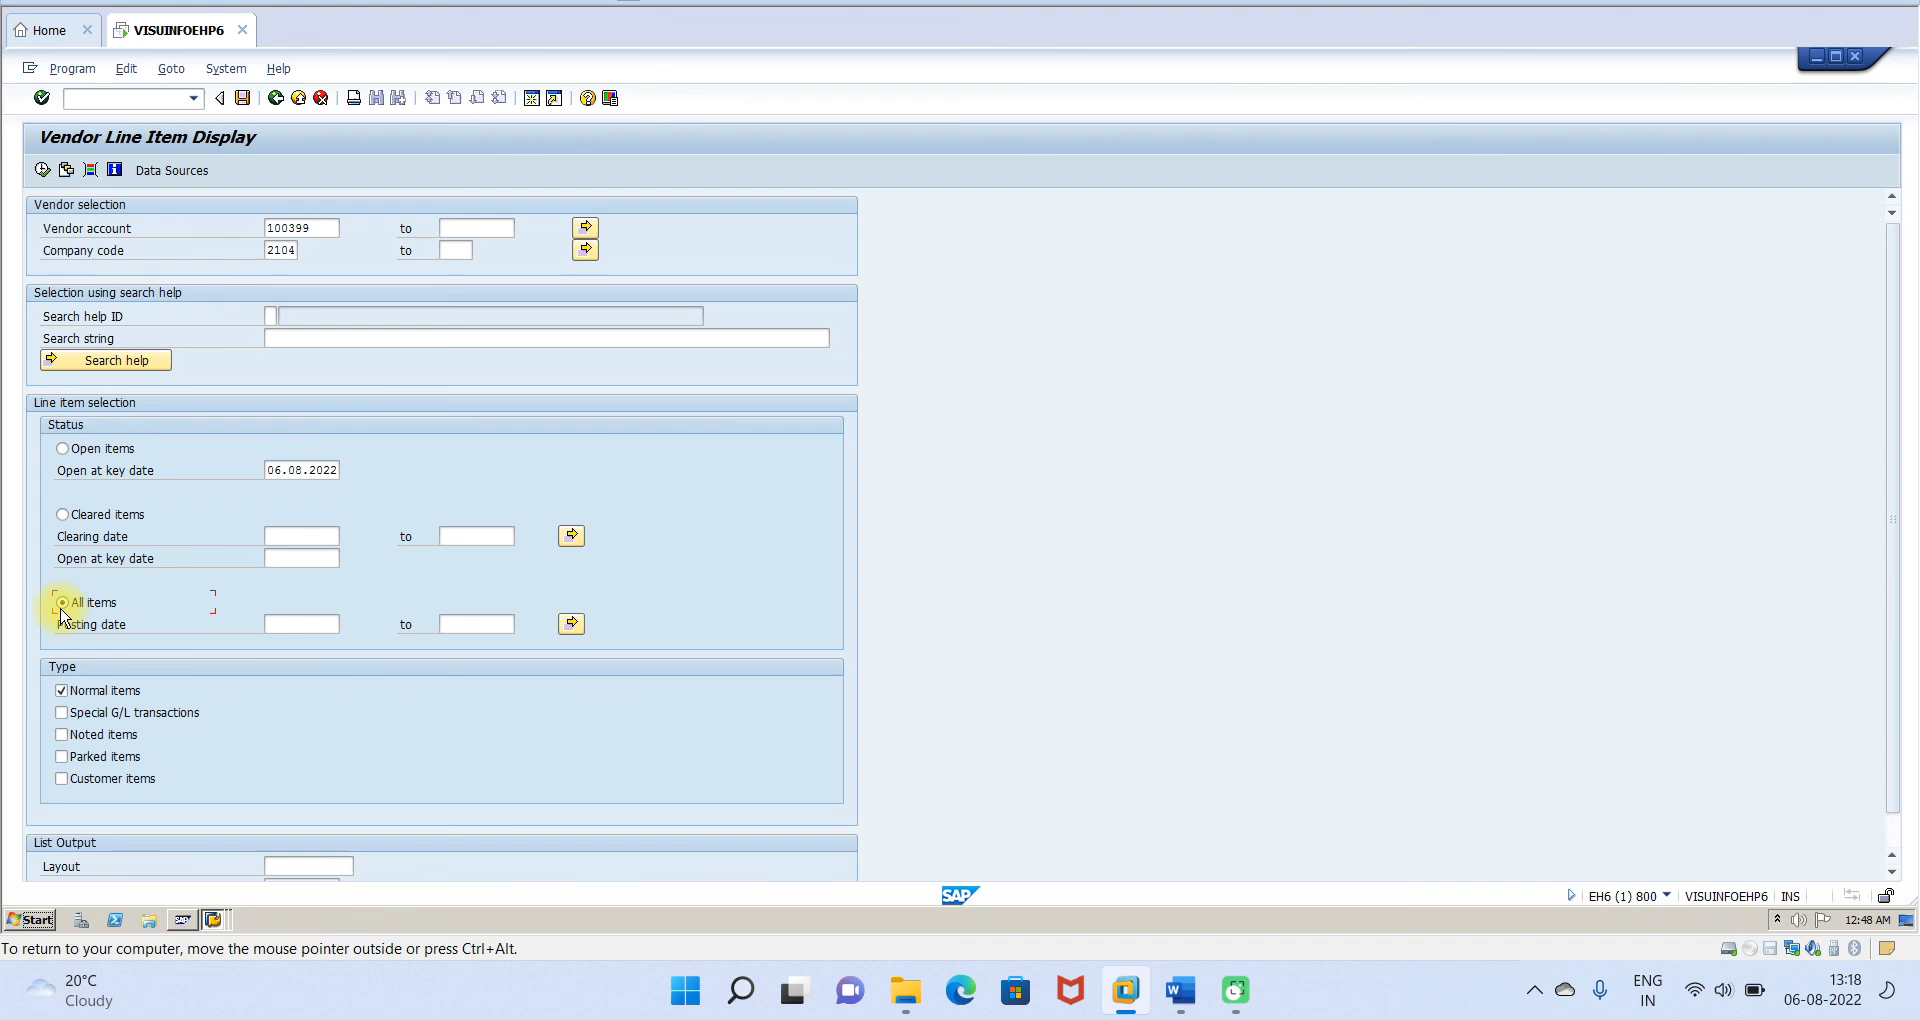 Home
VISUINFOEHP6
Program Edit Goto System Help
Vendor Line Item Display
Data Sources
Vendor selection
Vendor account 100399 to
Company code 2104 to
Selection using search help
Search help ID
Search string
Search help
Line item selection
Status
Open items
Open at key date 06.08.2022
Cleared items
Clearing date to
Open at key date
All items
Posting date to
Type
Normal items
Special G/L transactions
Noted items
Parked items
Customer items
List Output
Layout
SAP EH6 (1) 800 VISUINFOEHP6 INS
Start 12:48 AM
To return to your computer, move the mouse pointer outside or press Ctrl+Alt.
20°C
Cloudy
ENG
IN
13:18
06-08-2022